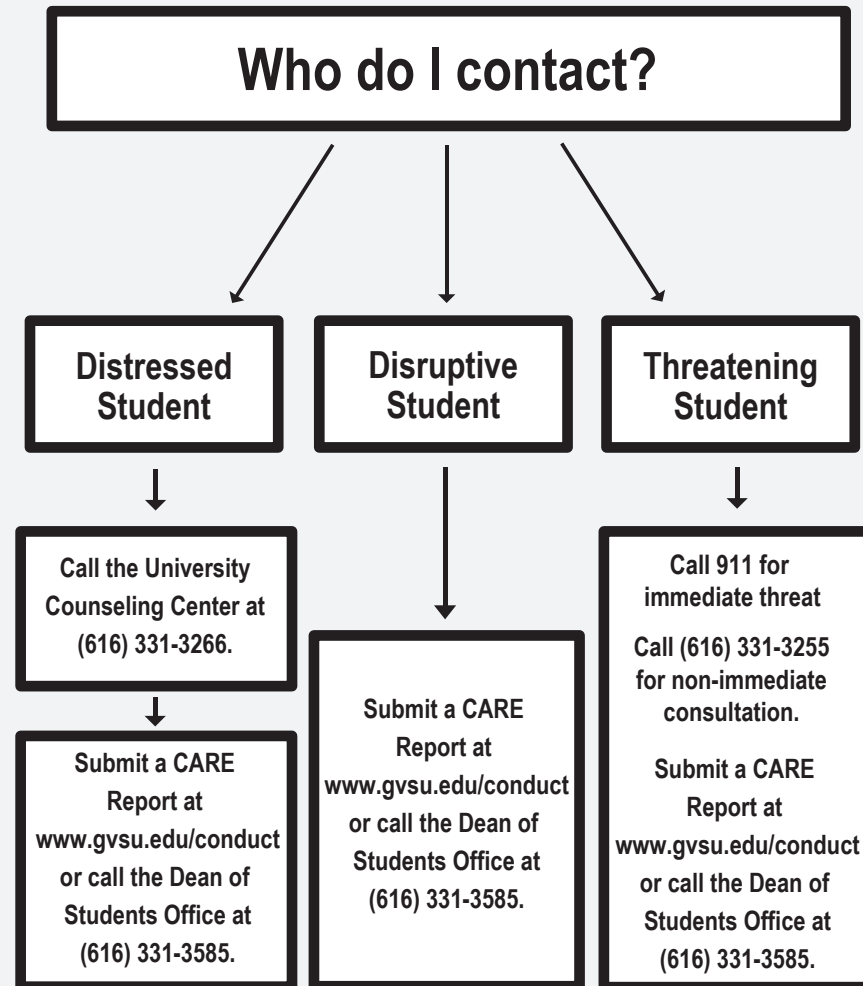 Who do I contact?
Distressed
Student
Disruptive
Student
Threatening
Student
Call the University
Counseling Center at
(616) 331-3266.
Submit a CARE
Report at
www.gvsu.edu/conduct
or call the Dean of
Students Office at
(616) 331-3585.
Submit a CARE
Report at
www.gvsu.edu/conduct
or call the Dean of
Students Office at
(616) 331-3585.
Call 911 for
immediate threat
Call (616) 331-3255
for non-immediate
consultation.
Submit a CARE
Report at
www.gvsu.edu/conduct
or call the Dean of
Students Office at
(616) 331-3585.